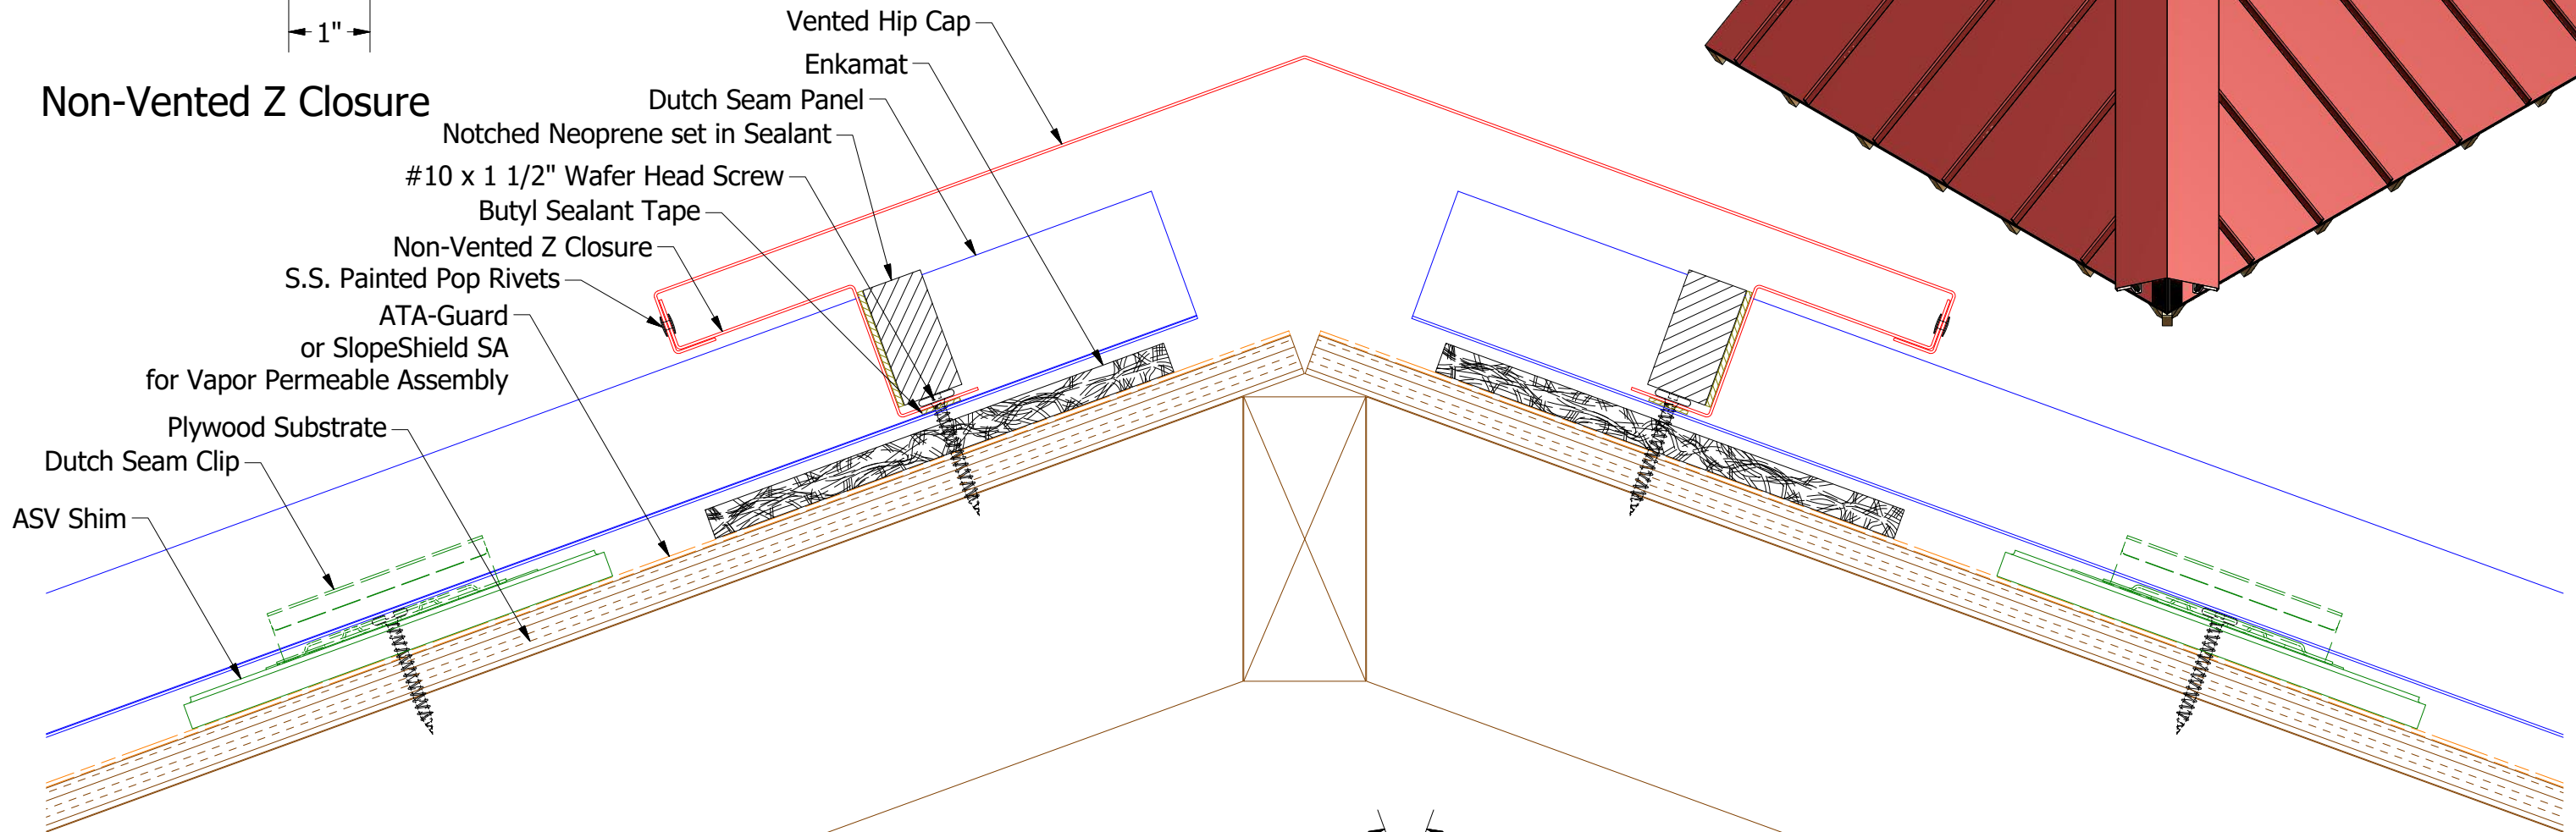 1"
Non-Vented Z Closure
Vented Hip Cap
Enkamat
Dutch Seam Panel
Notched Neoprene set in Sealant
#10 x 1 1/2" Wafer Head Screw
Butyl Sealant Tape
Non-Vented Z Closure
S.S. Painted Pop Rivets
ATA-Guard
or SlopeShield SA
for Vapor Permeable Assembly
Plywood Substrate
Dutch Seam Clip
ASV Shim